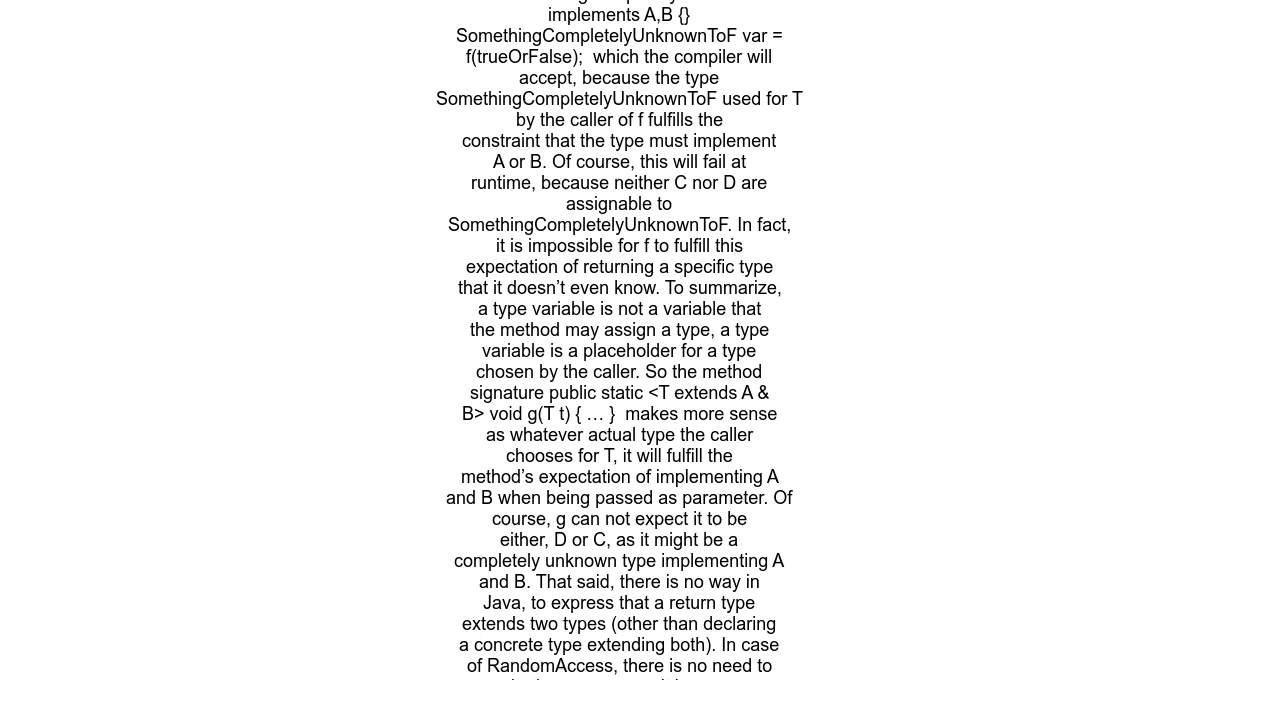 implements A,B {}
SomethingCompletelyUnknownToF var =
f(trueOrFalse);  which the compiler will
accept, because the type
SomethingCompletelyUnknownToF used for T
by the caller of f fulfills the
constraint that the type must implement
A or B. Of course, this will fail at
runtime, because neither C nor D are
assignable to
SomethingCompletelyUnknownToF. In fact,
it is impossible for f to fulfill this
expectation of returning a specific type
that it doesn’t even know. To summarize,
a type variable is not a variable that
the method may assign a type, a type
variable is a placeholder for a type
chosen by the caller. So the method
signature public static <T extends A &
B> void g(T t) { … }  makes more sense
as whatever actual type the caller
chooses for T, it will fulfill the
method’s expectation of implementing A
and B when being passed as parameter. Of
course, g can not expect it to be
either, D or C, as it might be a
completely unknown type implementing A
and B. That said, there is no way in
Java, to express that a return type
extends two types (other than declaring
a concrete type extending both). In case
of RandomAccess, there is no need to